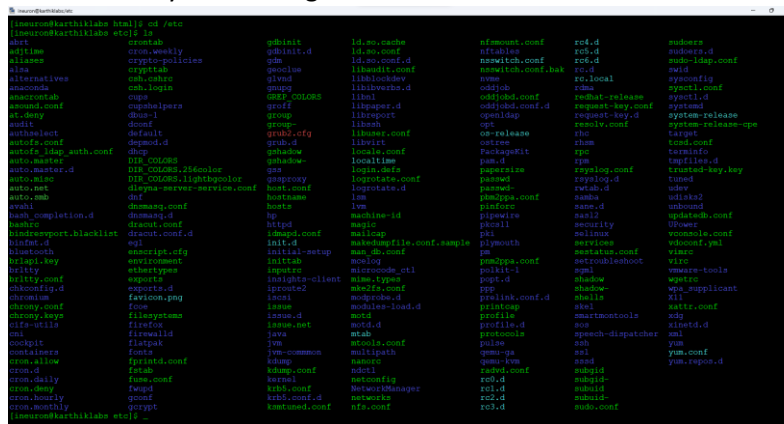 ineuron@karthiklabs:/etc
[ineuron@karthiklabs html]$ cd /etc
[ineuron@karthiklabs etc]$ ls
abrt crontab gdbinit ld.so.cache nfsmount.conf rc4.d sudoers
adjtime cron.weekly gdbinit.d ld.so.conf nftables rc5.d sudoers.d
aliases crypto-policies gdm ld.so.conf.d nsswitch.conf rc6.d sudo-ldap.conf
alsa crypttab geoclue libaudit.conf nsswitch.conf.bak rc.d swid
alternatives csh.cshrc glvnd libblockdev nvme rc.local sysconfig
anaconda csh.login gnupg libibverbs.d oddjob rdma sysctl.conf
anacrontab cups GREP_COLORS libnl oddjobd.conf redhat-release sysctl.d
asound.conf cupshelpers groff libpaper.d oddjobd.conf.d request-key.conf systemd
at.deny dbus-1 group libreport openldap request-key.d system-release
audit dconf group- libssh opt resolv.conf system-release-cpe
authselect default grub2.cfg libuser.conf os-release rhc target
autofs.conf depmod.d grub.d libvirt ostree rhsm tcsd.conf
autofs_ldap_auth.conf dhcp gshadow locale.conf PackageKit rpc terminfo
auto.master DIR_COLORS gshadow- localtime pam.d rpm tmpfiles.d
auto.master.d DIR_COLORS.256color gss login.defs papersize rsyslog.conf trusted-key.key
auto.misc DIR_COLORS.lightbgcolor gssproxy logrotate.conf passwd rsyslog.d tuned
auto.net dleyna-server-service.conf host.conf logrotate.d passwd- rwtab.d udev
auto.smb dnf hostname lsm pbm2ppa.conf samba udisks2
avahi dnsmasq.conf hosts lvm pinforc sane.d unbound
bash_completion.d dnsmasq.d hp machine-id pipewire sasl2 updatedb.conf
bashrc dracut.conf httpd magic pkcs11 security UPower
bindresvport.blacklist dracut.conf.d idmapd.conf mailcap pki selinux vconsole.conf
binfmt.d egl init.d makedumpfile.conf.sample plymouth services vdoconf.yml
bluetooth enscript.cfg initial-setup man_db.conf pm sestatus.conf vimrc
brlapi.key environment inittab mcelog pnm2ppa.conf setroubleshoot virc
brltty ethertypes inputrc microcode_ctl polkit-1 sgml vmware-tools
brltty.conf exports insights-client mime.types popt.d shadow wgetrc
chkconfig.d exports.d iproute2 mke2fs.conf ppp shadow- wpa_supplicant
chromium favicon.png iscsi modprobe.d prelink.conf.d shells X11
chrony.conf fcoe issue modules-load.d printcap skel xattr.conf
chrony.keys filesystems issue.d motd profile smartmontools xdg
cifs-utils firefox issue.net motd.d profile.d sos xinetd.d
cni firewalld java mtab protocols speech-dispatcher xml
cockpit flatpak jvm mtools.conf pulse ssh yum
containers fonts jvm-commmon multipath qemu-ga ssl yum.conf
cron.allow fprintd.conf kdump nanorc qemu-kvm sssd yum.repos.d
cron.d fstab kdump.conf ndctl radvd.conf subgid
cron.daily fuse.conf kernel netconfig rc0.d subgid-
cron.deny fwupd krb5.conf NetworkManager rc1.d subuid
cron.hourly gconf krb5.conf.d networks rc2.d subuid-
cron.monthly gcrypt ksmtuned.conf nfs.conf rc3.d sudo.conf
[ineuron@karthiklabs etc]$ _